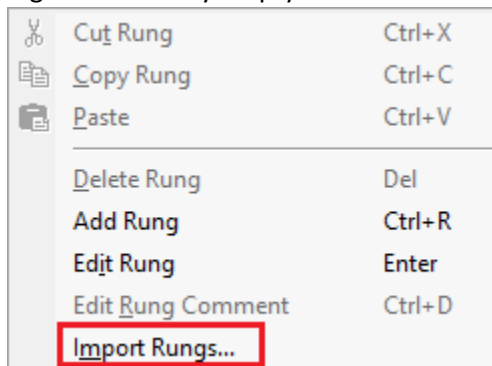 Cut Rung Ctrl+X
Copy Rung Ctrl+C
Paste Ctrl+V
Delete Rung Del
Add Rung Ctrl+R
Edit Rung Enter
Edit Rung Comment Ctrl+D
Import Rungs...